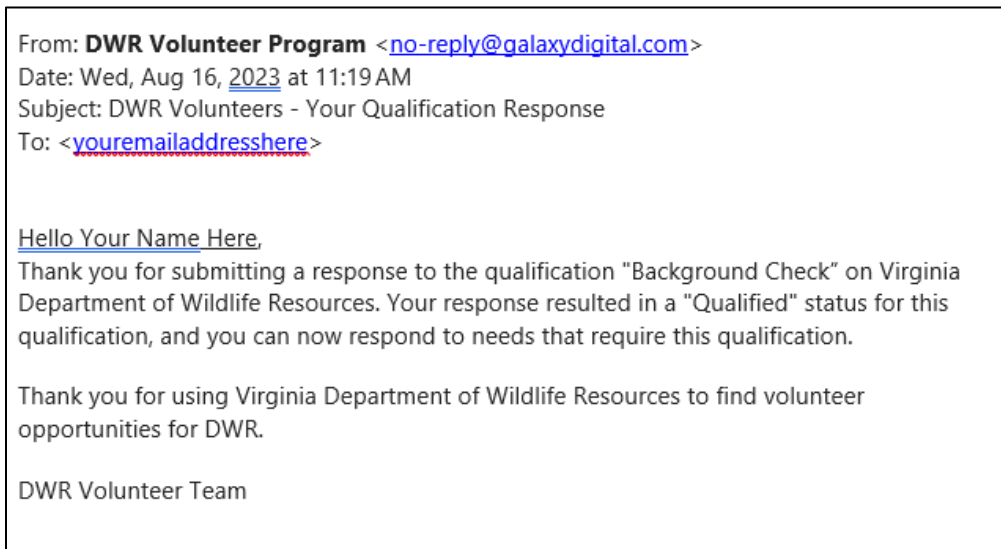 From: DWR Volunteer Program <no-reply@galaxydigital.com>
Date: Wed, Aug 16, 2023 at 11:19 AM
Subject: DWR Volunteers - Your Qualification Response
To: <youremailaddresshere>
Hello Your Name Here,
Thank you for submitting a response to the qualification "Background Check” on Virginia
Department of Wildlife Resources. Your response resulted in a "Qualified" status for this
qualification, and you can now respond to needs that require this qualification.
Thank you for using Virginia Department of Wildlife Resources to find volunteer
opportunities for DWR.
DWR Volunteer Team